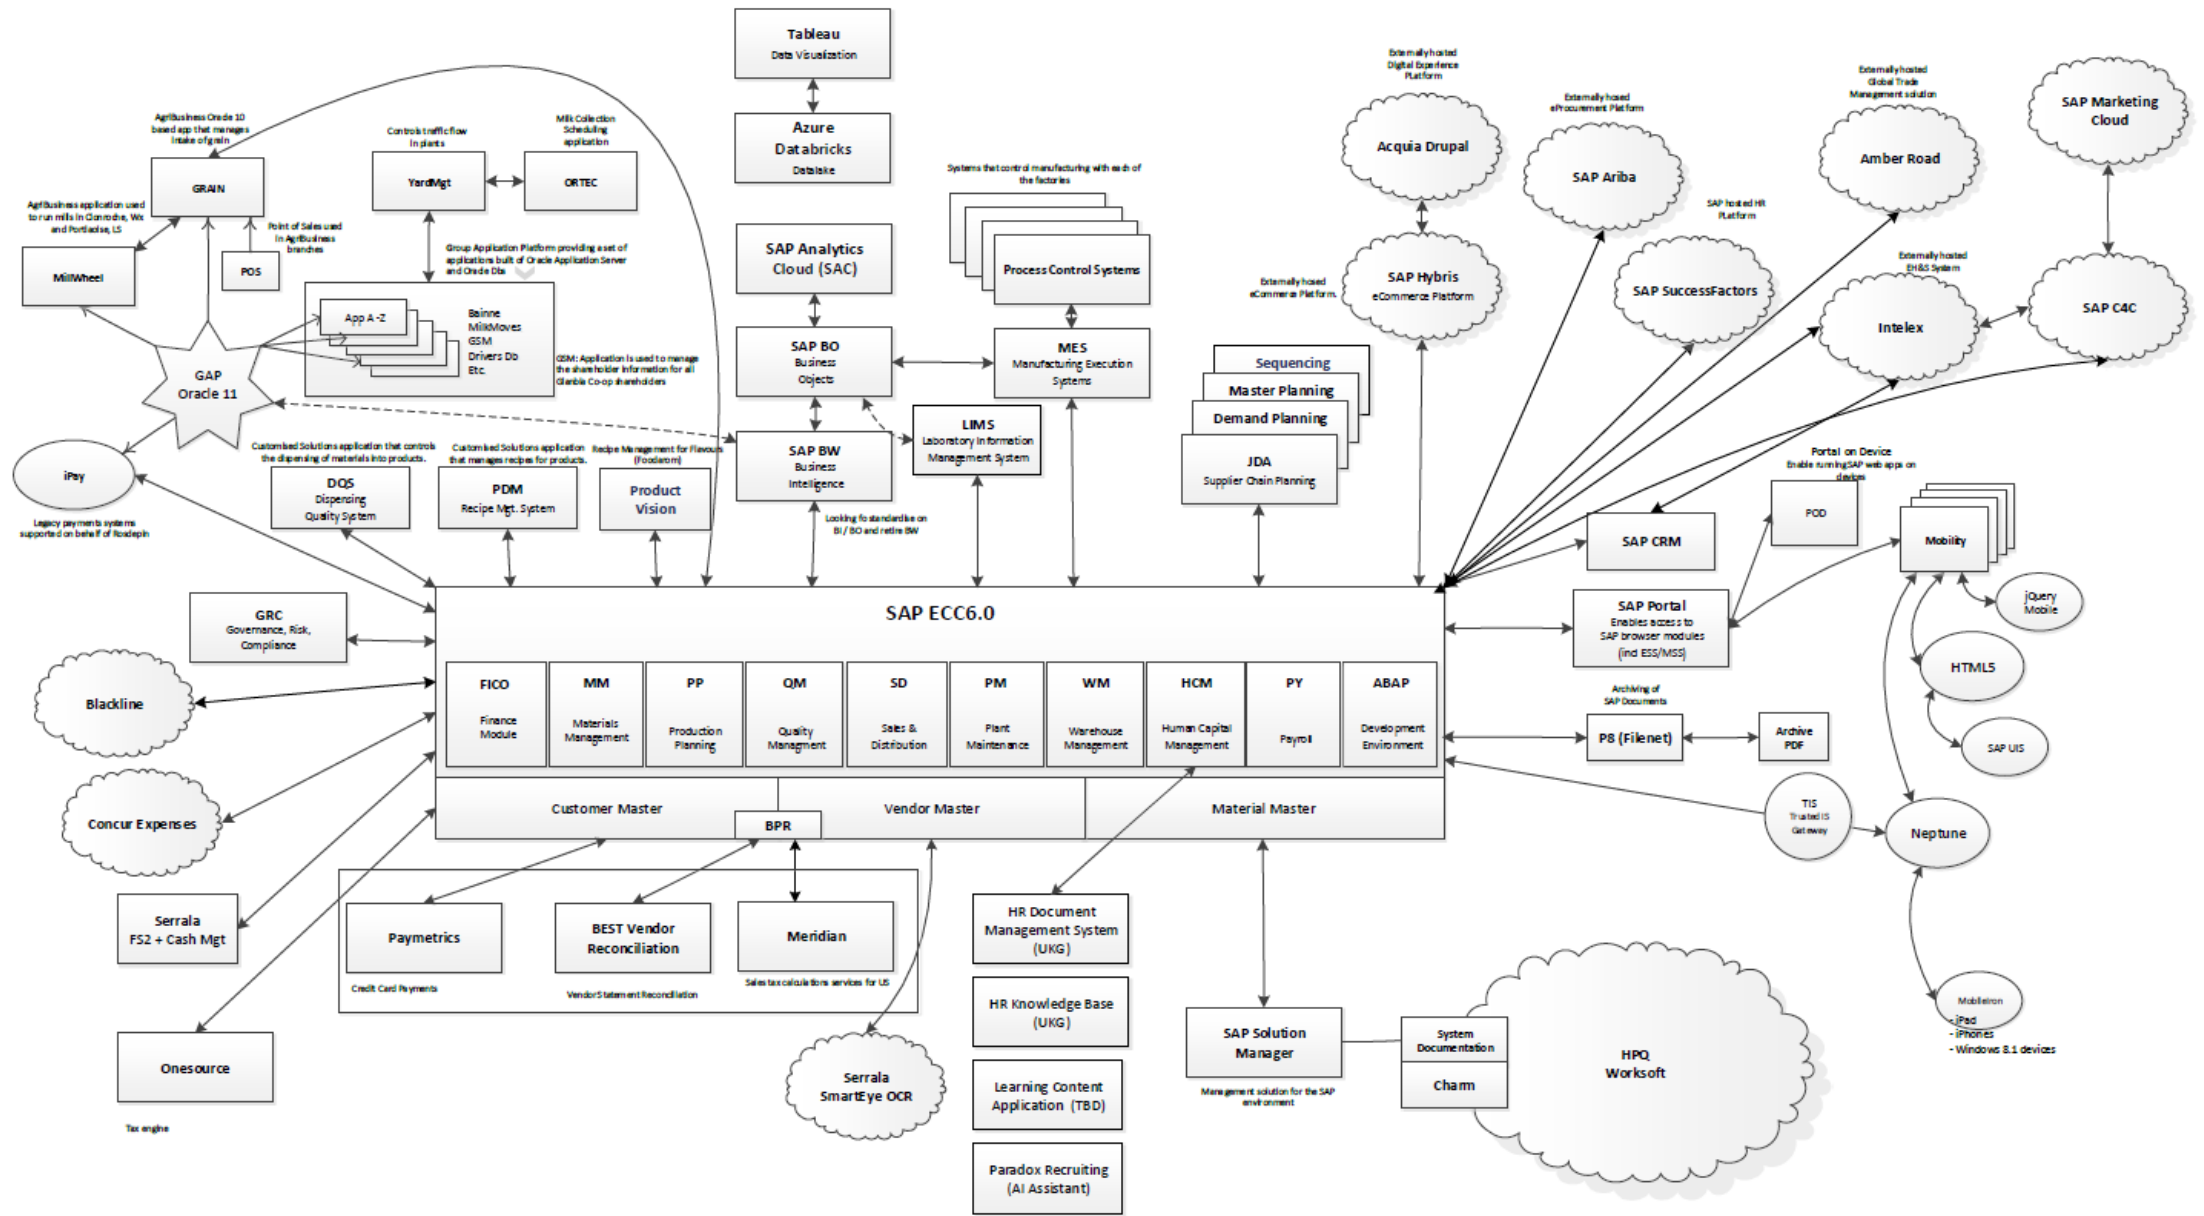 Tableau
Data Visualization
Azure
Databricks
Datalake
SAP Analytics
Cloud (SAC)
SAP BO
Business
Objects
SAP BW
Business
Intelligence
Looking to standardise on
BI / BO and retire BW
AgriBusiness Oracle 10
based app that manages
intake of grain
GRAIN
AgriBusiness application used
to run mills in Clonroche, Wx
and Portlaoise, LS
MillWheel
Point of Sales used
in AgriBusiness
branches
POS
Controls traffic flow
in plants
YardMgt
Milk Collection
Scheduling
application
ORTEC
Group Application Platform providing a set of
applications built of Oracle Application Server
and Oracle Dbs
App A-Z
Bainne
MilkMoves
GSM
Drivers Db
Etc.
GSM: Application is used to manage
the shareholder information for all
Glanbia Co-op shareholders
GAP
Oracle 11
iPay
Legacy payments systems
supported on behalf of Rosdepin
Customised Solutions application that controls
the dispensing of materials into products.
DQS
Dispensing
Quality System
Customised Solutions application
that manages recipes for products.
PDM
Recipe Mgt. System
Recipe Management for Flavours
(Foodarom)
Product
Vision
Systems that control manufacturing with each of
the factories
Process Control Systems
MES
Manufacturing Execution
Systems
LIMS
Laboratory Information
Management System
Sequencing
Master Planning
Demand Planning
JDA
Supplier Chain Planning
Externally hosted
Digital Experience
PLatform
Acquia Drupal
Externally hosed
eCommerce Platform.
SAP Hybris
eCommerce Platform
Externally hosed
eProcurement Platform
SAP Ariba
SAP hosted HR
PLatform
SAP SuccessFactors
Externally hosted
Global Trade
Management solution
Amber Road
Externally hosted
EH&S System
Intelex
SAP Marketing
Cloud
SAP C4C
SAP CRM
Portal on Device
Enable running SAP web apps on
devices
POD
Mobility
jQuery
Mobile
HTML5
SAP UI5
SAP Portal
Enables access to
SAP browser modules
(incl ESS/MSS)
Archiving of
SAP Documents
P8 (Filenet)
Archive
PDF
TIS
Trusted IS
Gateway
Neptune
MobileIron
- iPad
- iPhones
- Windows 8.1 devices
GRC
Governance, Risk,
Compliance
Blackline
Concur Expenses
Serrala
FS2 + Cash Mgt
Onesource
Tax engine
SAP ECC6.0
FICO
Finance
Module
MM
Materials
Management
PP
Production
Planning
QM
Quality
Managment
SD
Sales &
Distribution
PM
Plant
Maintenance
WM
Warehouse
Management
HCM
Human Capital
Management
PY
Payroll
ABAP
Development
Environment
Customer Master
BPR
Vendor Master
Material Master
Paymetrics
Credit Card Payments
BEST Vendor
Reconciliation
Vendor Statement Reconciliation
Meridian
Sales tax calculations services for US
Serrala
SmartEye OCR
HR Document
Management System
(UKG)
HR Knowledge Base
(UKG)
Learning Content
Application (TBD)
Paradox Recruiting
(AI Assistant)
SAP Solution
Manager
Management solution for the SAP
environment
System
Documentation
Charm
HPQ
Worksoft